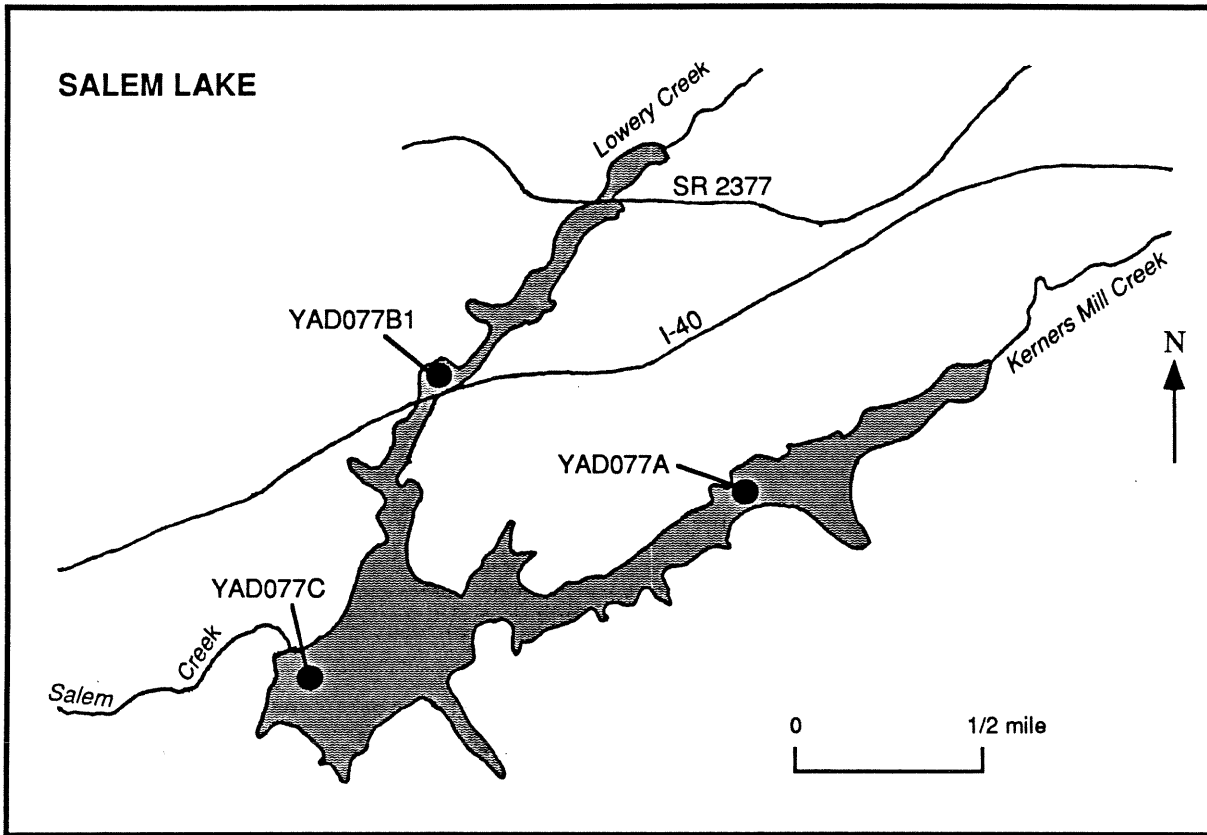 SALEM LAKE
Lowery Creek
SR 2377
YAD077B1
I-40
Kerners Mill Creek
N
YAD077A
YAD077C
Salem Creek
0 1/2 mile